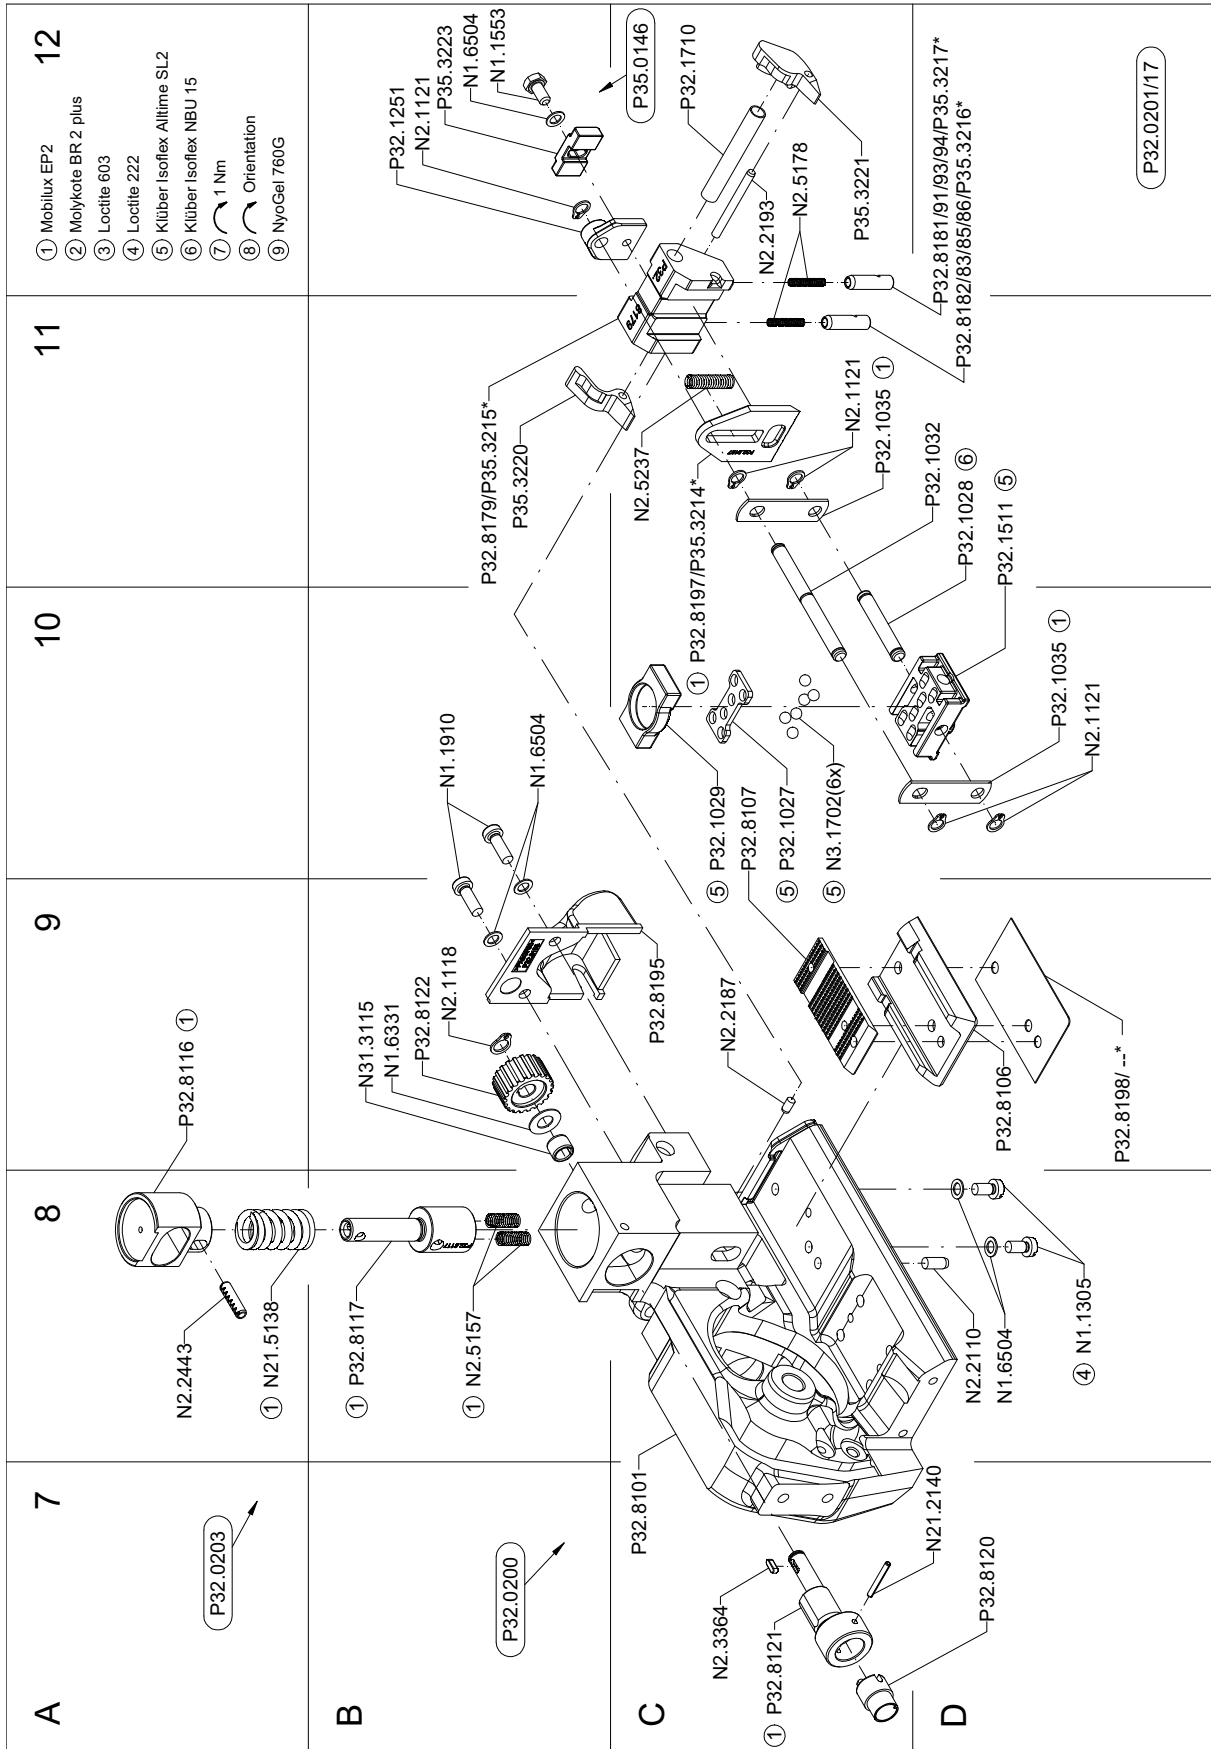 A
B
C
D
7
8
9
10
11
12
① Mobilux EP2
② Molykote BR 2 plus
③ Loctite 603
④ Loctite 222
⑤ Klüber Isoflex Alltime SL2
⑥ Klüber Isoflex NBU 15
⑦ 1 Nm
⑧ Orientation
⑨ NyoGel 760G
P32.0203
N2.2443
P32.8116 ①
① N21.5138
P32.0200
① P32.8117
P32.8117
① N2.5157
N31.3115
N1.6331
P32.8122
N2.1118
N1.1910
N1.6504
P32.8195
P32.8179/P35.3215*
P35.3220
P32.1251
N2.1121
P35.3223
N1.6504
N1.1553
P35.0146
P32.1710
P32.
8179
N2.5237
N2.2193
N2.5178
P35.3221
P32.8181/91/93/94/P35.3217*
P32.8182/83/85/86/P35.3216*
① P32.8197/P35.3214*
N2.1121
P32.1035 ①
P32.1032
P32.1028 ⑥
P32.1511 ⑤
P32.1035 ①
N2.1121
⑤ P32.1029
P32.8107
⑤ P32.1027
⑤ N3.1702(6x)
N2.2187
P32.8101
P32.8106
P32.8198/ --*
N2.2110
N1.6504
④ N1.1305
N2.3364
① P32.8121
N21.2140
P32.8120
P32.0201/17